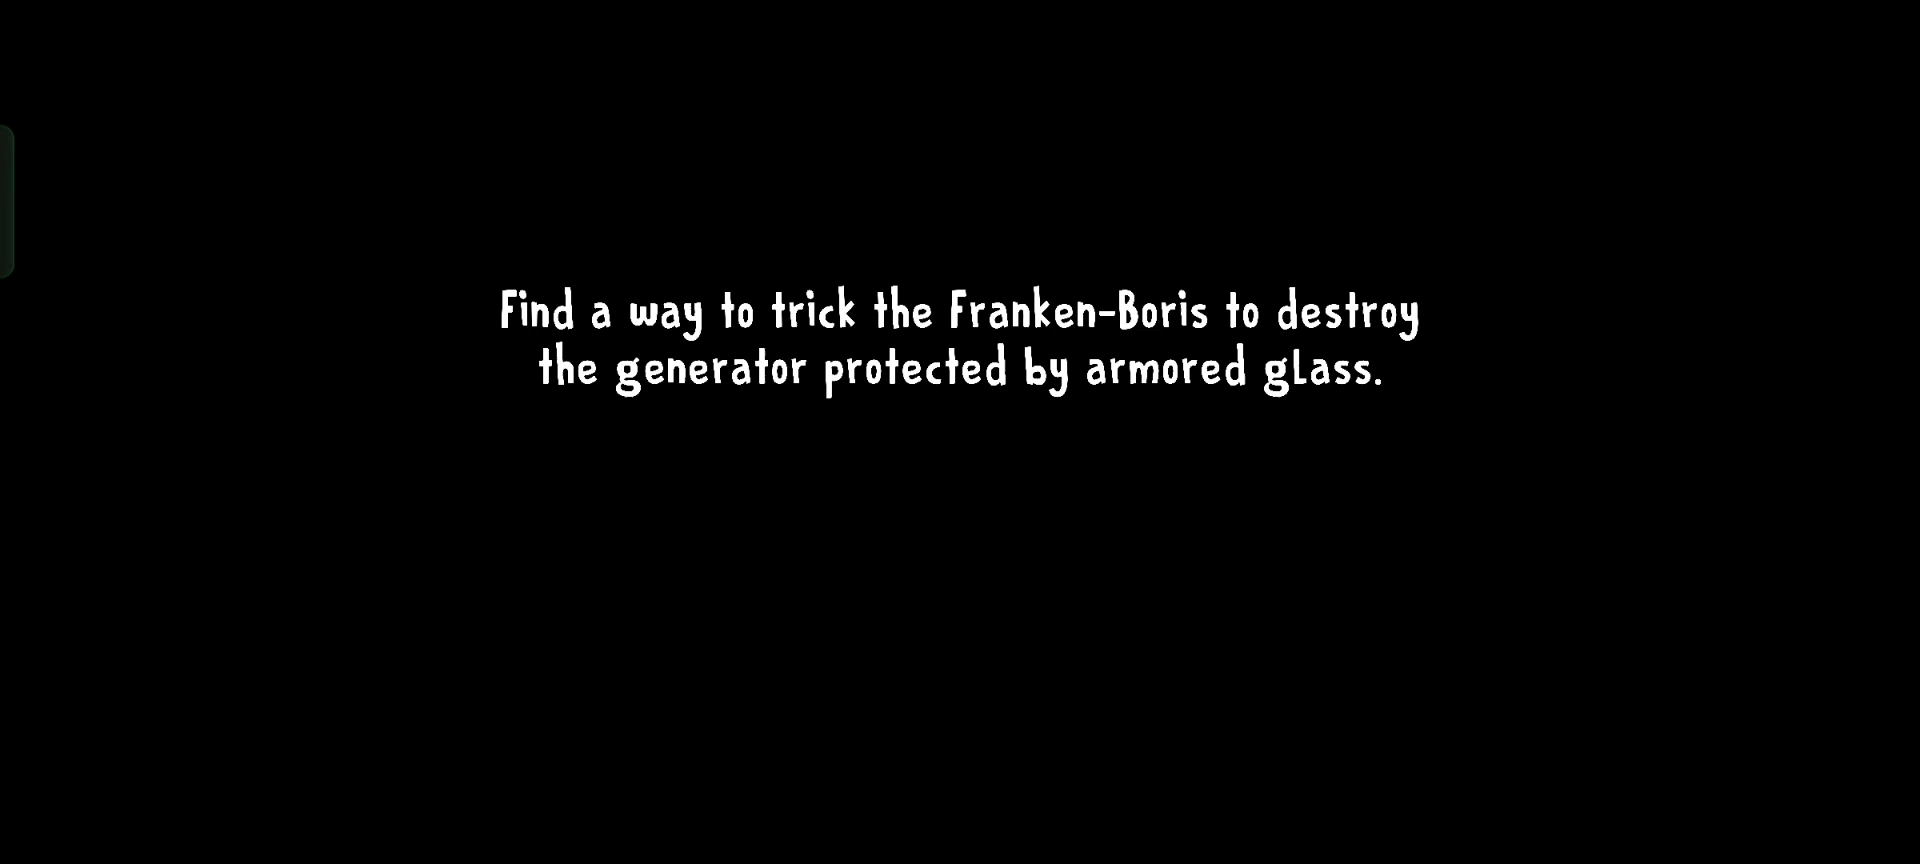 Find a way to trick the Franken-Boris to destroy
the generator protected by armored glass.